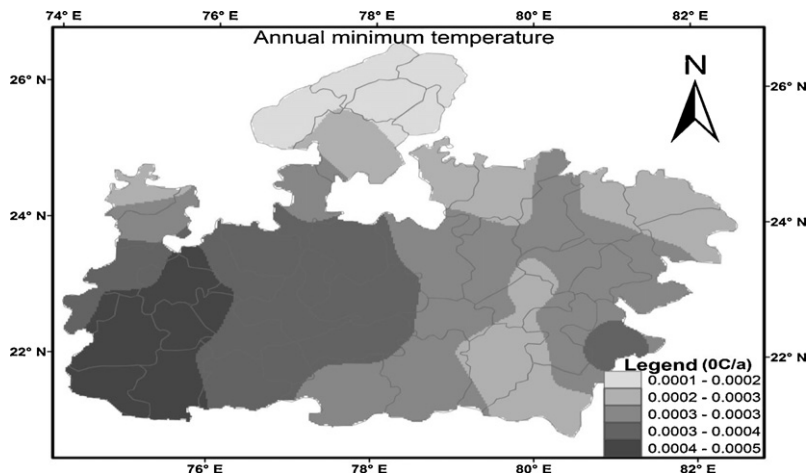 74° E 76° E 78° E 80° E 82° E
Annual minimum temperature
26° N 26° N
N
24° N 24° N
22° N 22° N
Legend (0C/a)
0.0001 - 0.0002
0.0002 - 0.0003
0.0003 - 0.0003
0.0003 - 0.0004
0.0004 - 0.0005
76° E 78° E 80° E 82° E